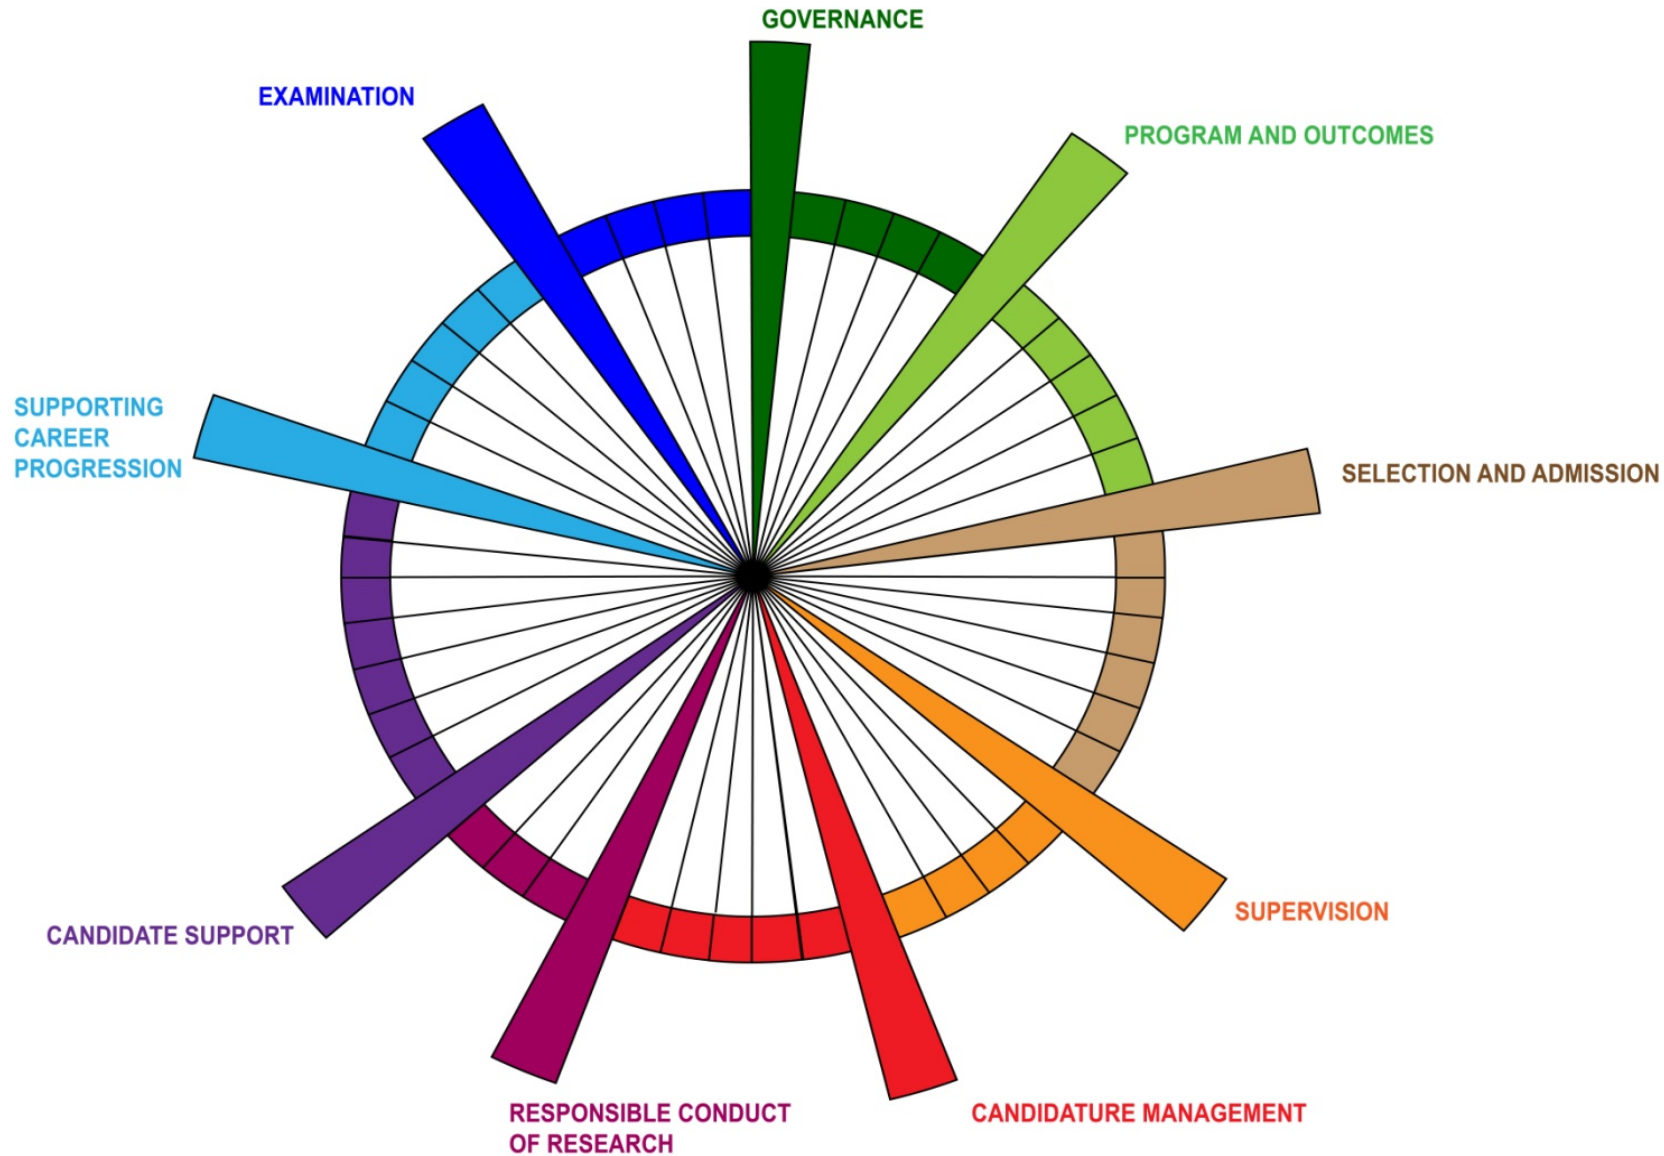 GOVERNANCE
EXAMINATION
PROGRAM AND OUTCOMES
SUPPORTING
CAREER
PROGRESSION
SELECTION AND ADMISSION
CANDIDATE SUPPORT
SUPERVISION
RESPONSIBLE CONDUCT
OF RESEARCH
CANDIDATURE MANAGEMENT